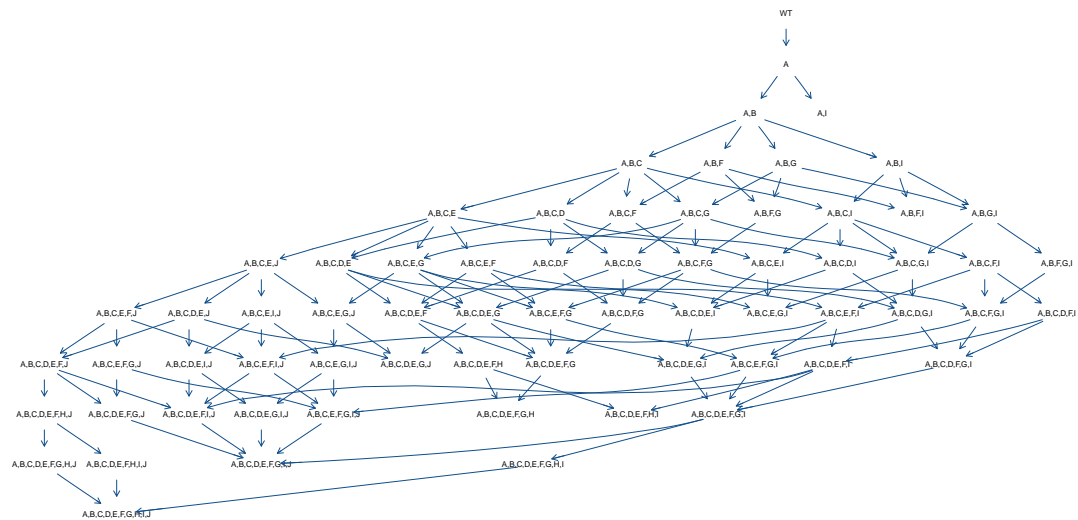 WT
A
A,B
A,I
A,B,C
A,B,F
A,B,G
A,B,I
A,B,C,E
A,B,C,D
A,B,C,F
A,B,C,G
A,B,F,G
A,B,C,I
A,B,F,I
A,B,G,I
A,B,C,E,J
A,B,C,D,E
A,B,C,E,G
A,B,C,E,F
A,B,C,D,F
A,B,C,D,G
A,B,C,F,G
A,B,C,E,I
A,B,C,D,I
A,B,C,G,I
A,B,C,F,I
A,B,F,G,I
A,B,C,E,F,J
A,B,C,D,E,J
A,B,C,E,I,J
A,B,C,E,G,J
A,B,C,D,E,F
A,B,C,D,E,G
A,B,C,E,F,G
A,B,C,D,F,G
A,B,C,D,E,I
A,B,C,E,G,I
A,B,C,E,F,I
A,B,C,D,G,I
A,B,C,F,G,I
A,B,C,D,F,I
A,B,C,D,E,F,J
A,B,C,E,F,G,J
A,B,C,D,E,I,J
A,B,C,E,F,I,J
A,B,C,E,G,I,J
A,B,C,D,E,G,J
A,B,C,D,E,F,H
A,B,C,D,E,F,G
A,B,C,D,E,G,I
A,B,C,E,F,G,I
A,B,C,D,E,F,I
A,B,C,D,F,G,I
A,B,C,D,E,F,H,J
A,B,C,D,E,F,G,J
A,B,C,D,E,F,I,J
A,B,C,D,E,G,I,J
A,B,C,E,F,G,I,J
A,B,C,D,E,F,G,H
A,B,C,D,E,F,H,I
A,B,C,D,E,F,G,I
A,B,C,D,E,F,G,H,J
A,B,C,D,E,F,H,I,J
A,B,C,D,E,F,G,I,J
A,B,C,D,E,F,G,H,I
A,B,C,D,E,F,G,H,I,J